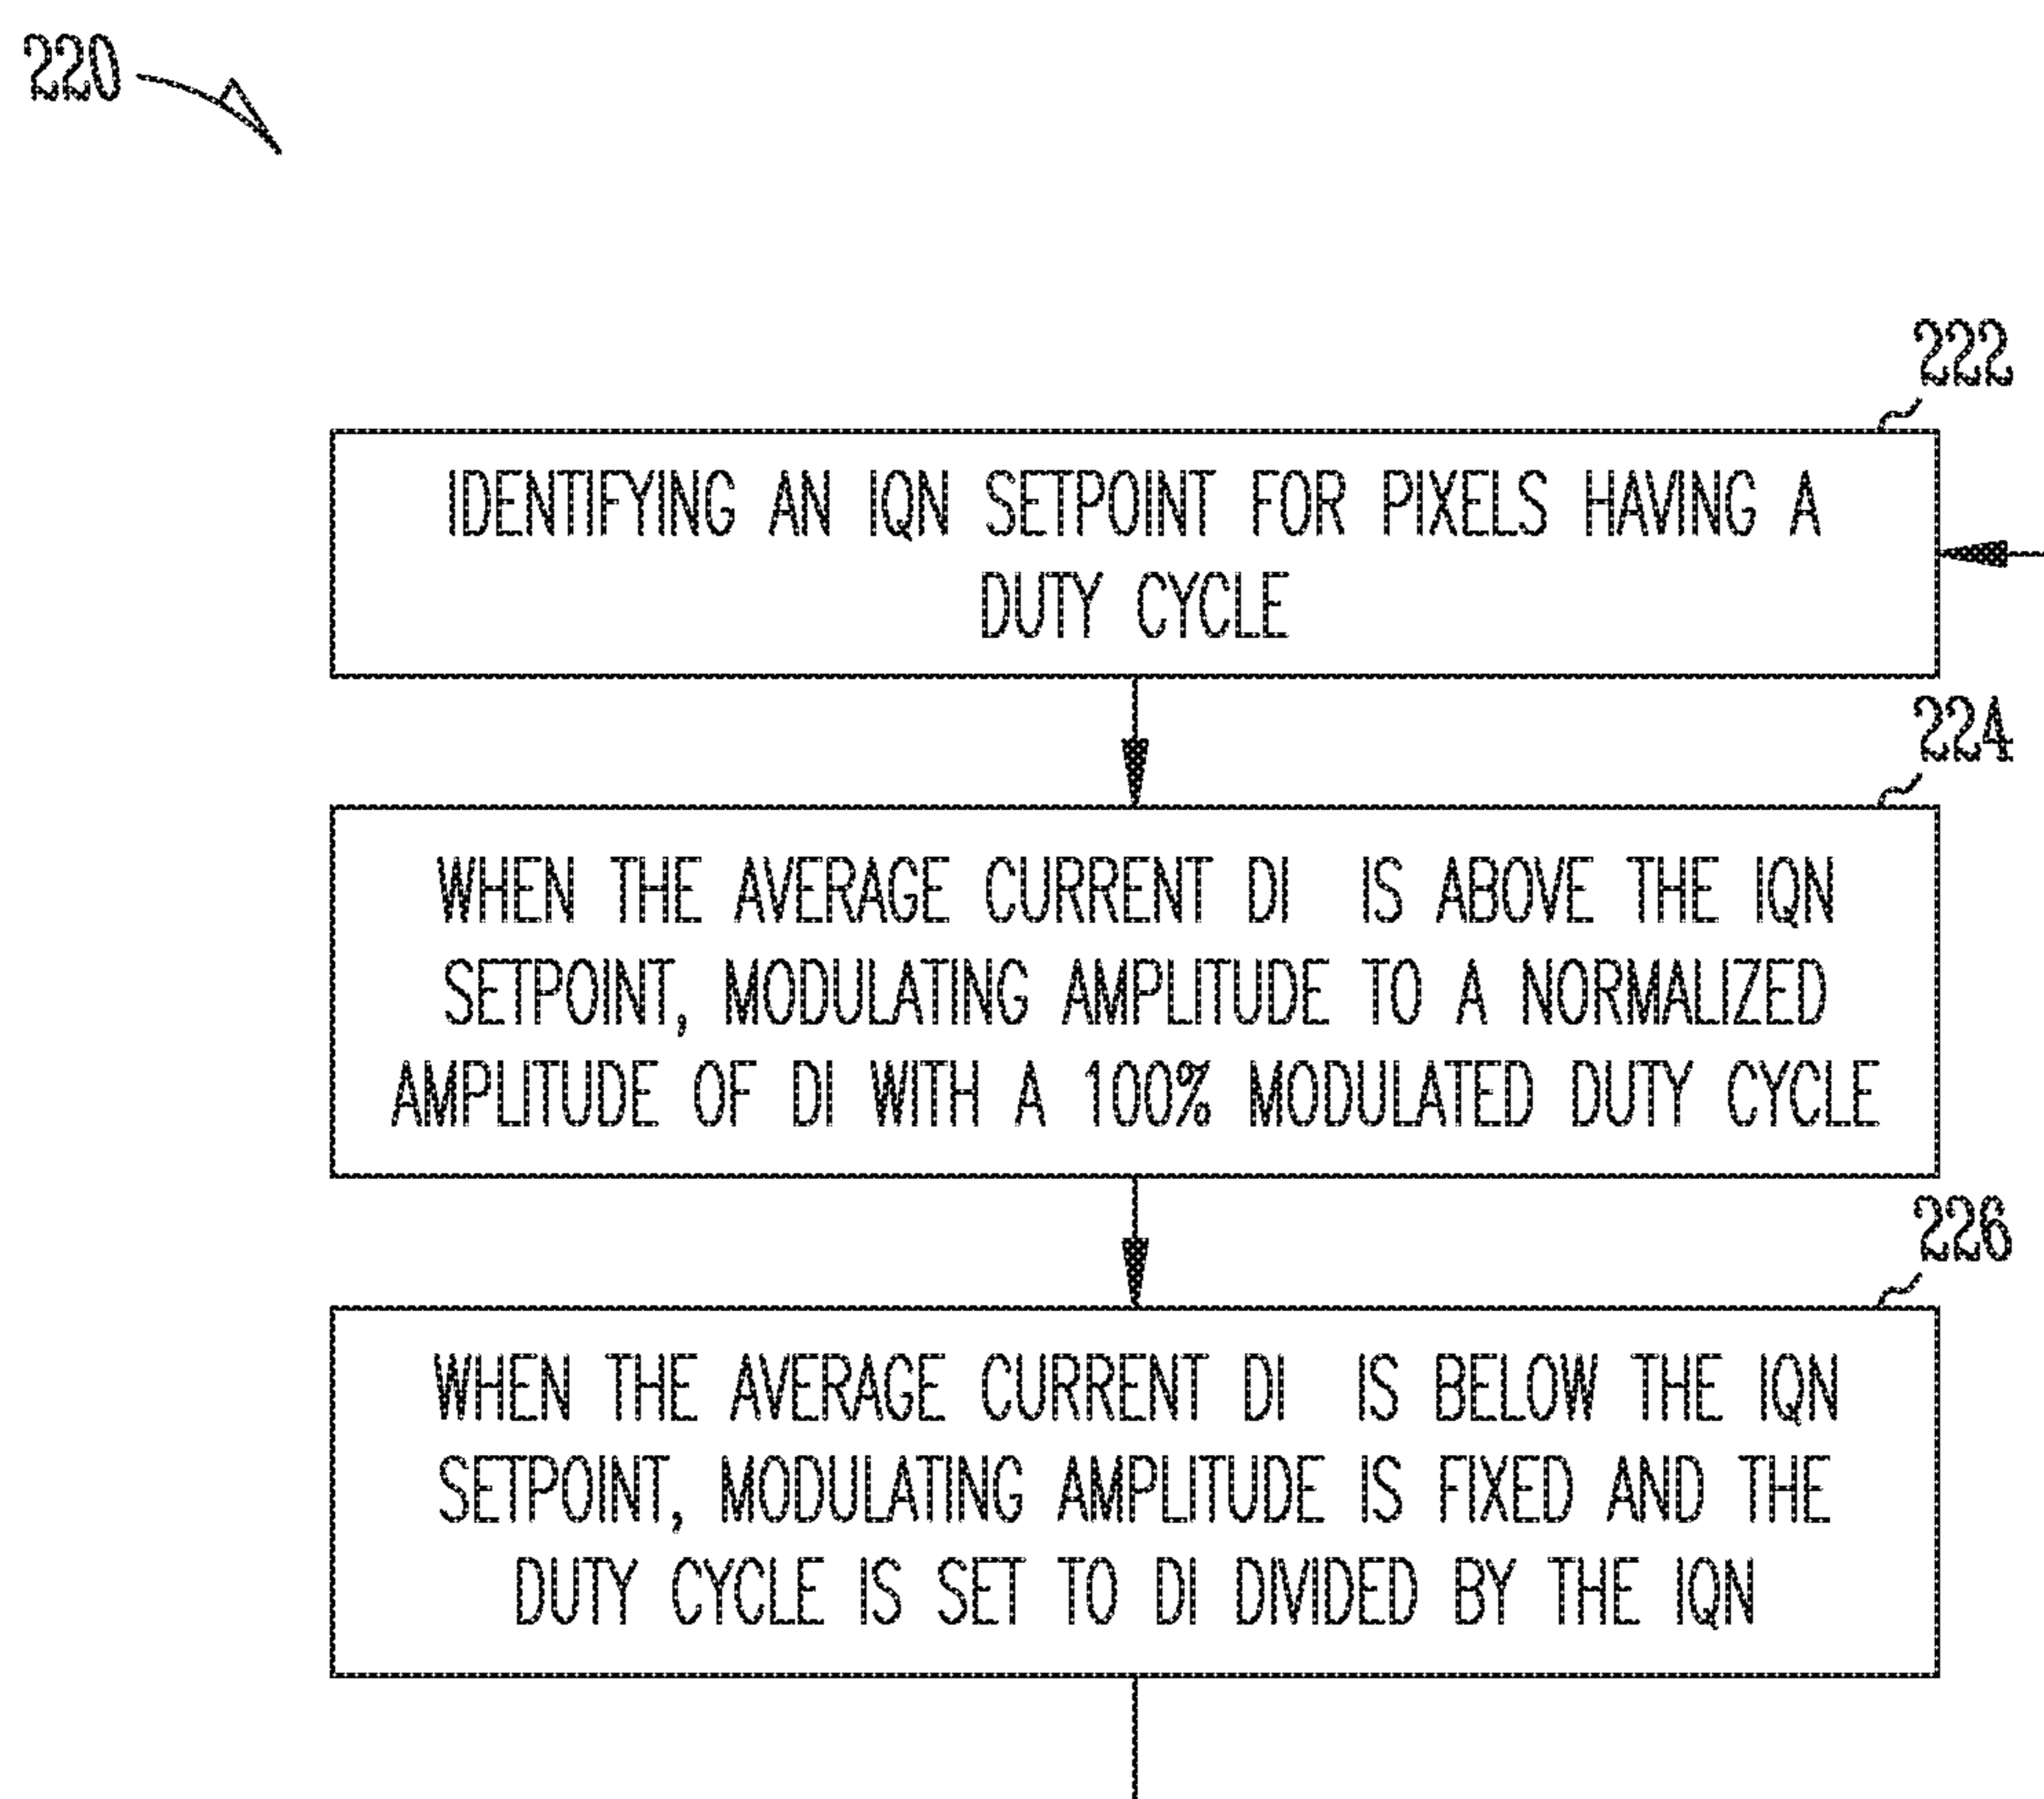 220
222
IDENTIFYING AN IQN SETPOINT FOR PIXELS HAVING A
DUTY CYCLE
224
WHEN THE AVERAGE CURRENT DI IS ABOVE THE IQN
SETPOINT, MODULATING AMPLITUDE TO A NORMALIZED
AMPLITUDE OF DI WITH A 100% MODULATED DUTY CYCLE
226
WHEN THE AVERAGE CURRENT DI IS BELOW THE IQN
SETPOINT, MODULATING AMPLITUDE IS FIXED AND THE
DUTY CYCLE IS SET TO DI DIVIDED BY THE IQN